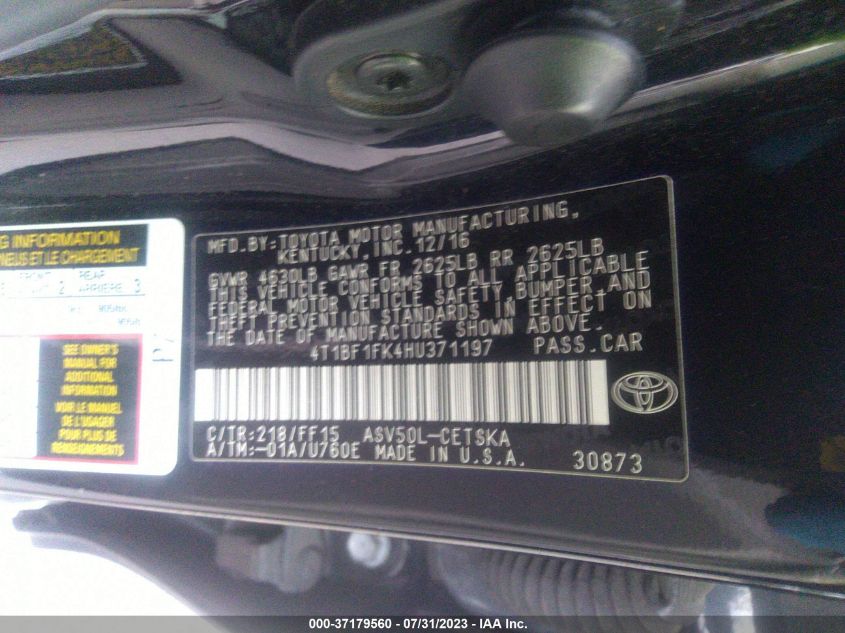 MFD.BY:TOYOTA MOTOR MANUFACTURING,
KENTUCKY, INC. 12/16
GVWR 4630LB GAWR FR 2625LB RR 2625LB
THIS VEHICLE CONFORMS TO ALL APPLICABLE
FEDERAL MOTOR VEHICLE SAFETY, BUMPER, AND
THEFT PREVENTION STANDARDS IN EFFECT ON
THE DATE OF MANUFACTURE SHOWN ABOVE.
4T1BF1FK4HU371197 PASS.CAR
C/TR:218/FF15 ASV50L-CETSKA
A/TM:-01A/U760E MADE IN U.S.A. 30873
G INFORMATION
PNEUS ET LE CHARGEMENT
FRONT REAR
2 ARRIERE 3
SEE OWNER'S
MANUAL FOR
ADDITIONAL
INFORMATION
VOIR LE MANUEL
DE L'USAGER
POUR PLUS DE
RENSEIGNEMENTS
000-37179560 - 07/31/2023 - IAA Inc.